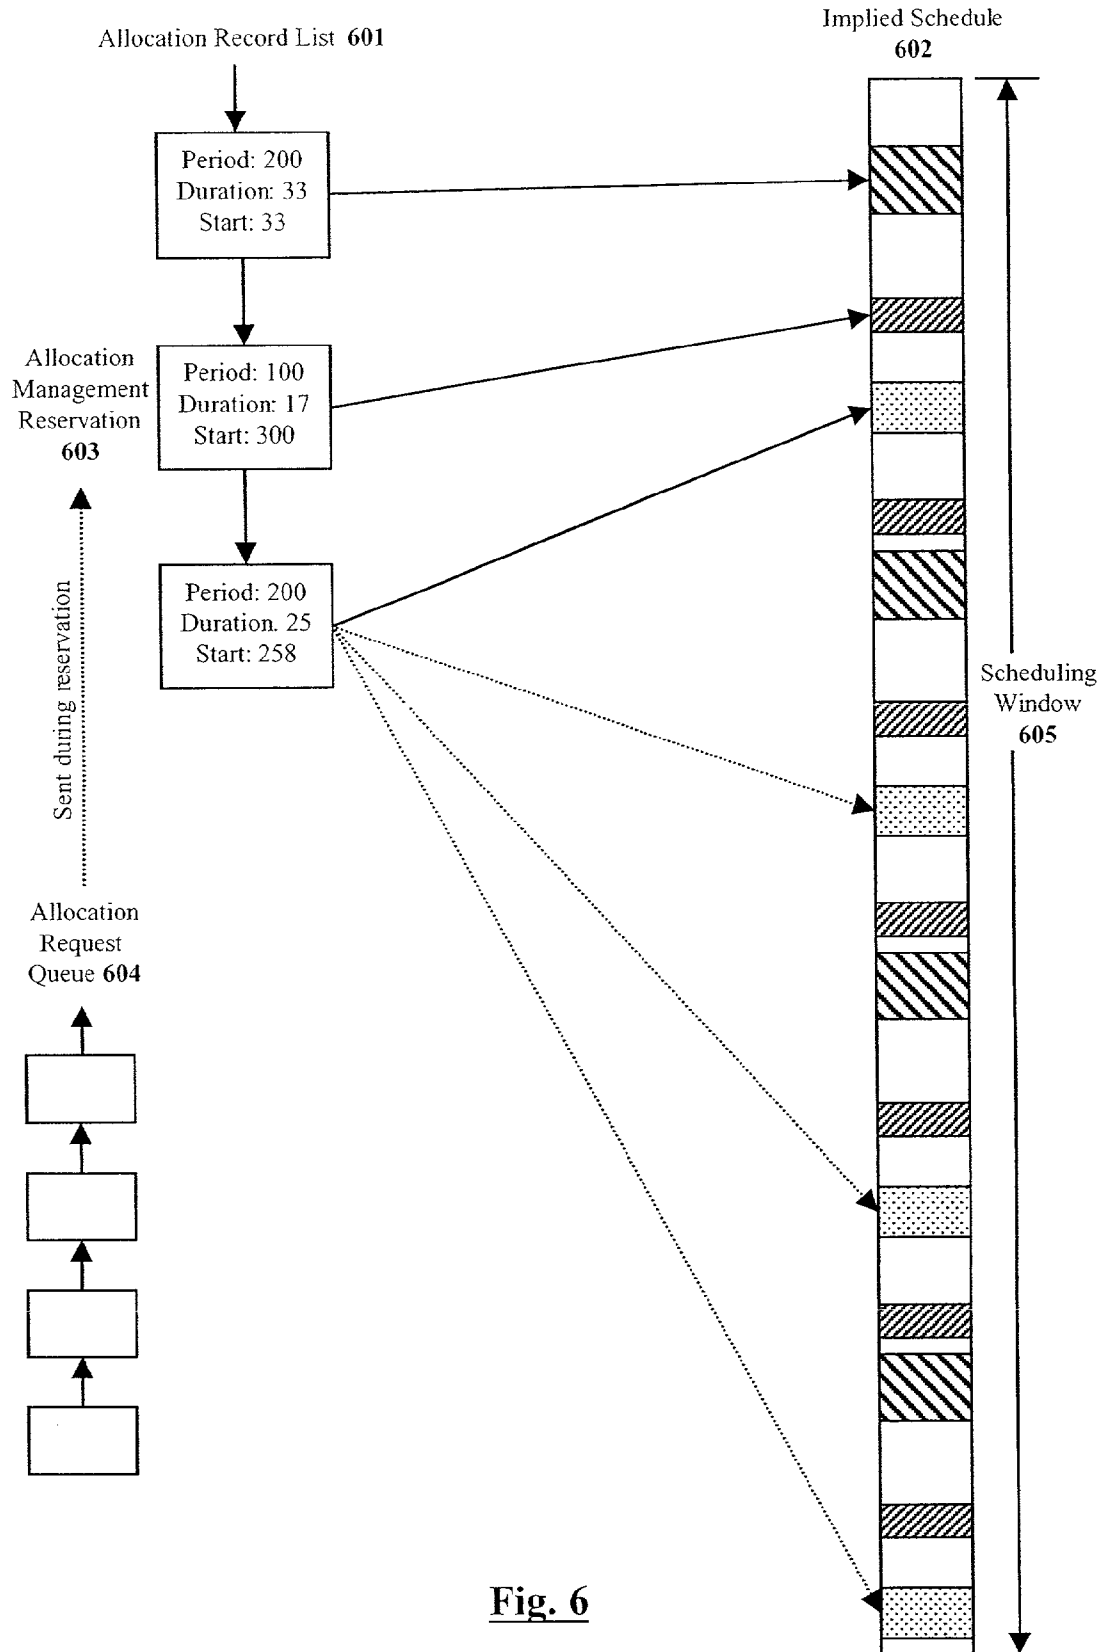 Allocation Record List 601
Implied Schedule
602
Period: 200
Duration: 33
Start: 33
Allocation
Management
Reservation
603
Period: 100
Duration: 17
Start: 300
Period: 200
Duration. 25
Start: 258
Sent during reservation
Scheduling
Window
605
Allocation
Request
Queue 604
Fig. 6